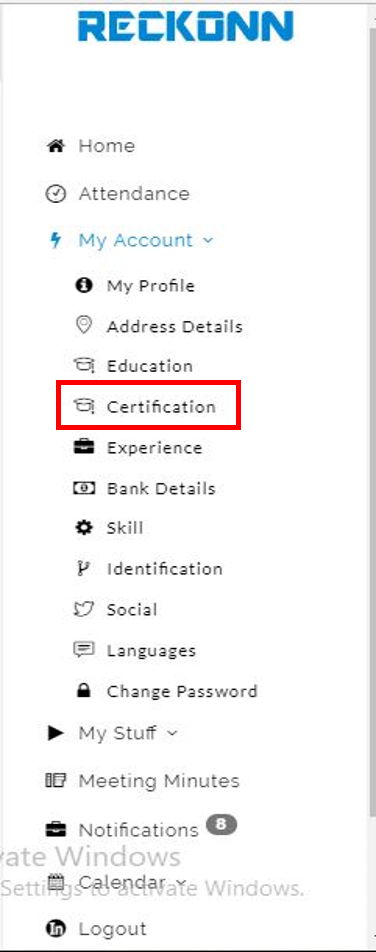 RECKONN
Home
Attendance
My Account
My Profile
Address Details
Education
Certification
Experience
Bank Details
Skill
Identification
Social
Languages
Change Password
My Stuff
Meeting Minutes
Notifications 8
vate Windows
Calendar
Settings to activate Windows.
Logout